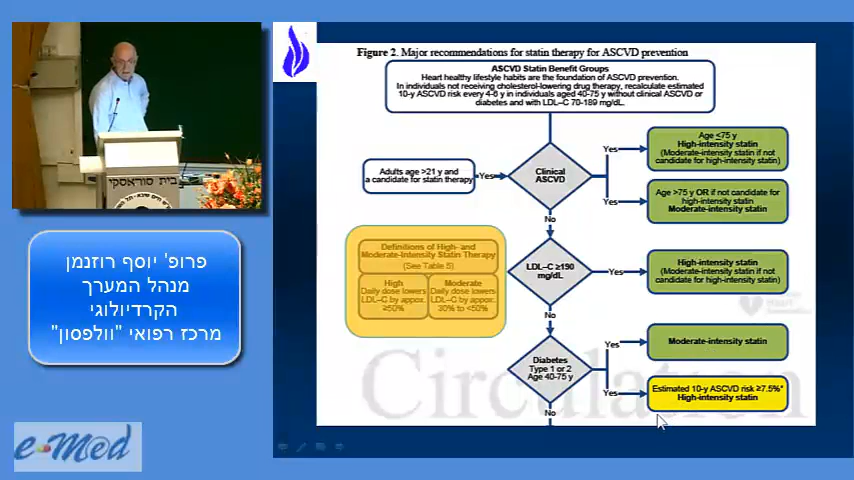 Figure 2. Major recommendations for statin therapy for ASCVD prevention
ASCVD Statin Benefit Groups
Heart healthy lifestyle habits are the foundation of ASCVD prevention.
In individuals not receiving cholesterol-lowering drug therapy, recalculate estimated
10-y ASCVD risk every 4-6 y in individuals aged 40-75 y without clinical ASCVD or
diabetes and with LDL-C 70-189 mg/dL.
Adults age >21 y and
a candidate for statin therapy
Yes
Clinical
ASCVD
Yes
Age ≤75 y
High-intensity statin
(Moderate-intensity statin if not
candidate for high-intensity statin)
Yes
Age >75 y OR if not candidate for
high-intensity statin
Moderate-intensity statin
No
Definitions of High- and
Moderate-Intensity Statin Therapy
(See Table 5)
High
Daily dose lowers
LDL-C by appox.
≥50%
Moderate
Daily dose lowers
LDL-C by appox.
30% to <50%
LDL-C ≥190
mg/dL
Yes
High-intensity statin
(Moderate-intensity statin if not
candidate for high-intensity statin)
No
Diabetes
Type 1 or 2
Age 40-75 y
Yes
Moderate-intensity statin
Yes
Estimated 10-y ASCVD risk ≥7.5%*
High-intensity statin
No
Circulation
בית סוראסקי
פרופ' יוסף רוזנמן
מנהל המערך
הקרדיולוגי
מרכז רפואי "וולפסון"
e-Med